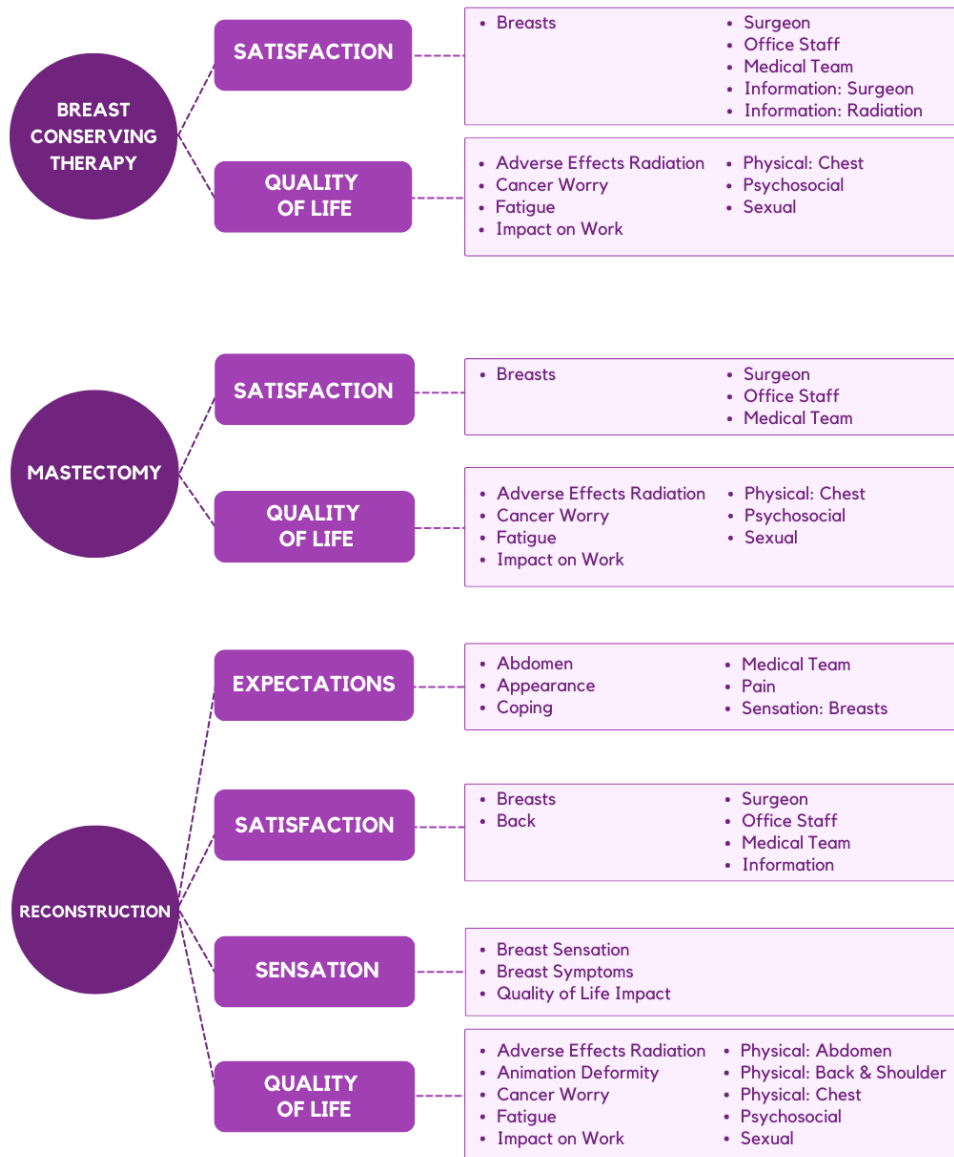 BREAST
CONSERVING
THERAPY
SATISFACTION
• Breasts
• Surgeon
• Office Staff
• Medical Team
• Information: Surgeon
• Information: Radiation
QUALITY
OF LIFE
• Adverse Effects Radiation
• Cancer Worry
• Fatigue
• Impact on Work
• Physical: Chest
• Psychosocial
• Sexual
MASTECTOMY
SATISFACTION
• Breasts
• Surgeon
• Office Staff
• Medical Team
QUALITY
OF LIFE
• Adverse Effects Radiation
• Cancer Worry
• Fatigue
• Impact on Work
• Physical: Chest
• Psychosocial
• Sexual
RECONSTRUCTION
EXPECTATIONS
• Abdomen
• Appearance
• Coping
• Medical Team
• Pain
• Sensation: Breasts
SATISFACTION
• Breasts
• Back
• Surgeon
• Office Staff
• Medical Team
• Information
SENSATION
• Breast Sensation
• Breast Symptoms
• Quality of Life Impact
QUALITY
OF LIFE
• Adverse Effects Radiation
• Animation Deformity
• Cancer Worry
• Fatigue
• Impact on Work
• Physical: Abdomen
• Physical: Back & Shoulder
• Physical: Chest
• Psychosocial
• Sexual